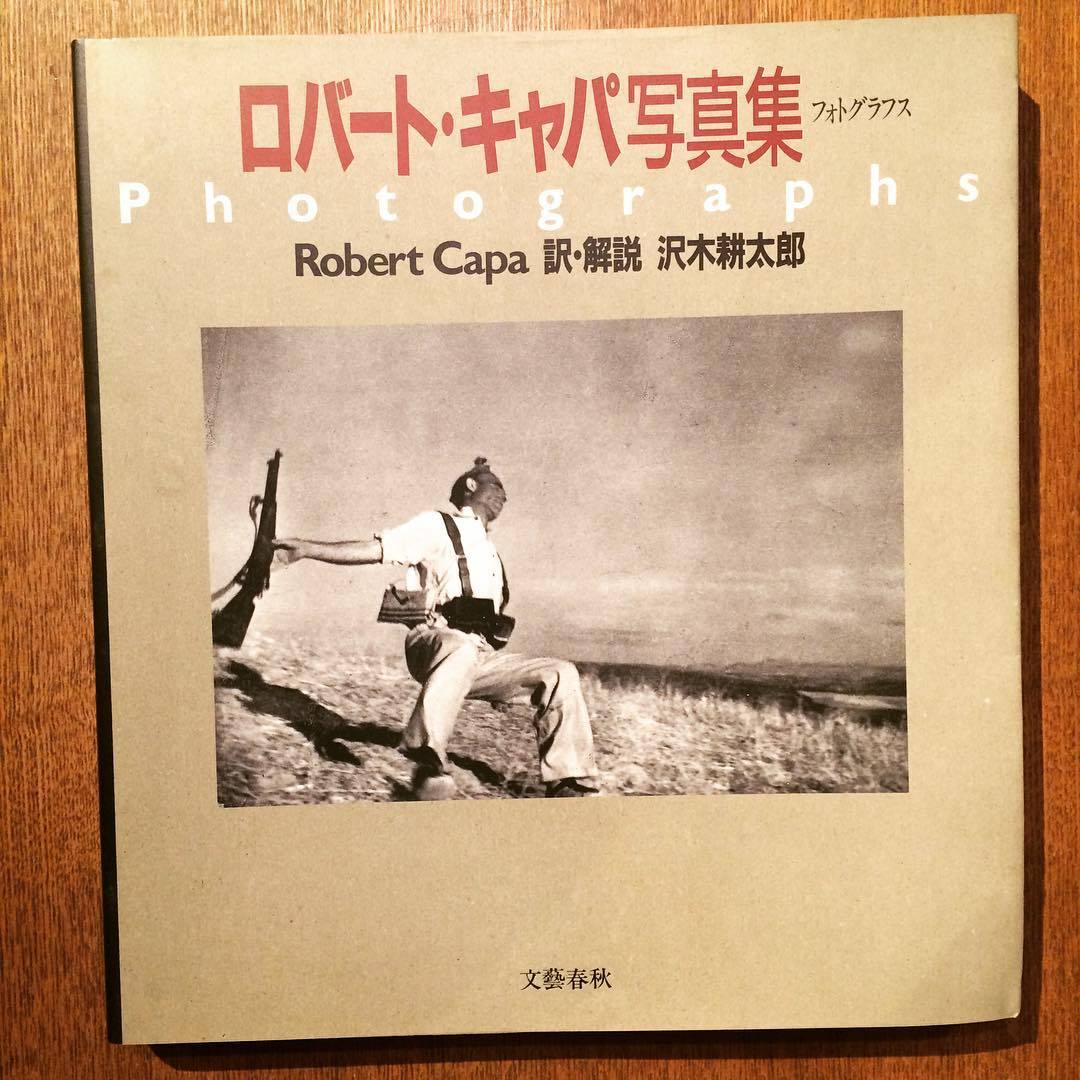 ロバート・キャパ写真集 フォトグラフス
Photographs
Robert Capa 訳・解説 沢木耕太郎
文藝春秋